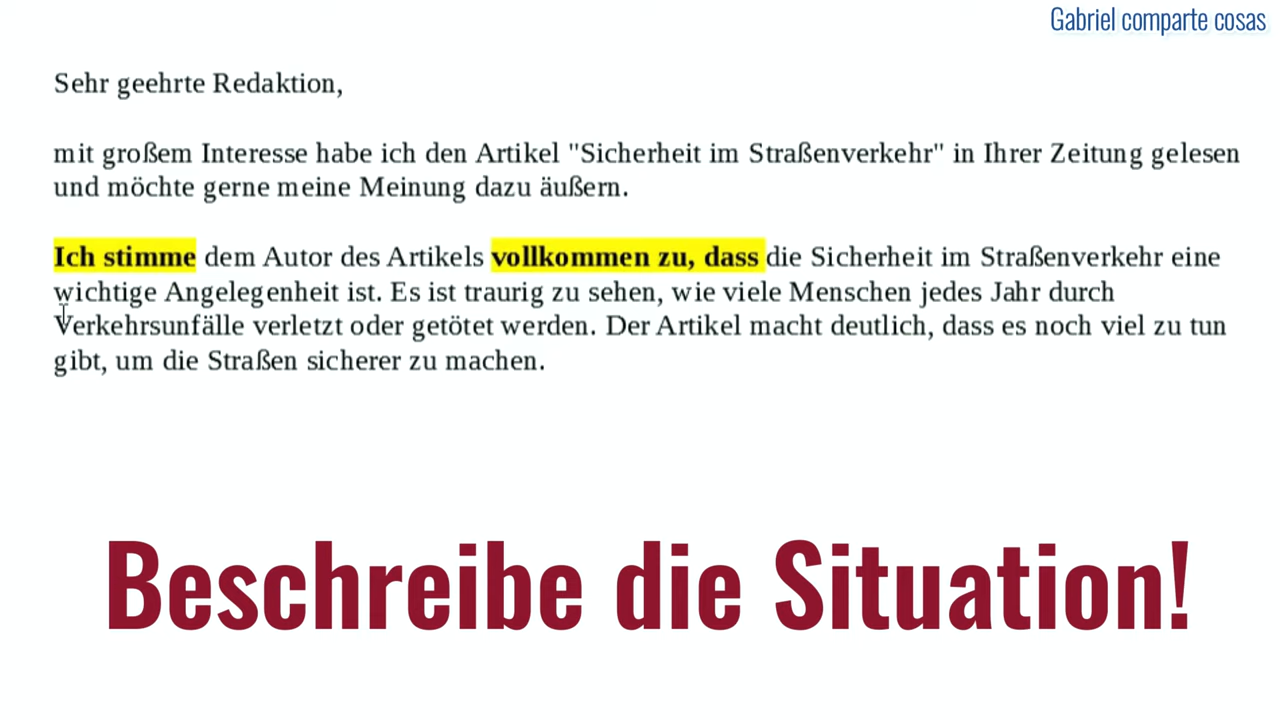 Gabriel comparte cosas
Sehr geehrte Redaktion,
mit großem Interesse habe ich den Artikel "Sicherheit im Straßenverkehr" in Ihrer Zeitung gelesen
und möchte gerne meine Meinung dazu äußern.
Ich stimme dem Autor des Artikels vollkommen zu, dass die Sicherheit im Straßenverkehr eine
wichtige Angelegenheit ist. Es ist traurig zu sehen, wie viele Menschen jedes Jahr durch
Verkehrsunfälle verletzt oder getötet werden. Der Artikel macht deutlich, dass es noch viel zu tun
gibt, um die Straßen sicherer zu machen.
Beschreibe die Situation!